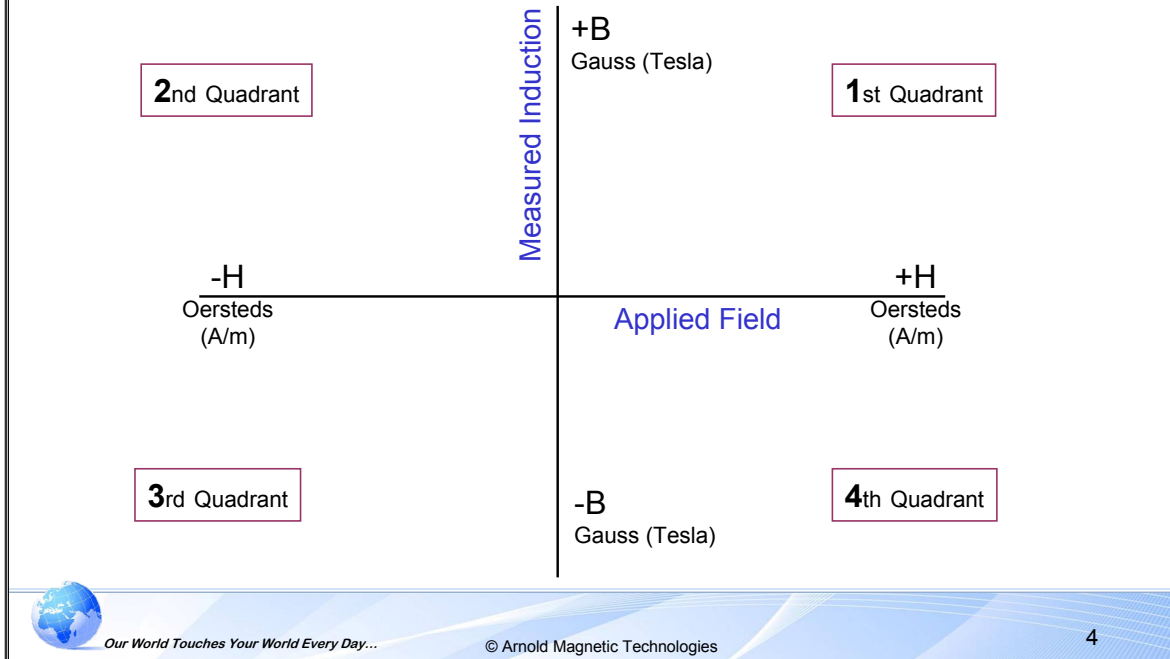 Measured Induction
+B
Gauss (Tesla)
2nd Quadrant
1st Quadrant
-H
Oersteds
(A/m)
+H
Oersteds
(A/m)
Applied Field
3rd Quadrant
-B
Gauss (Tesla)
4th Quadrant
Our World Touches Your World Every Day...
© Arnold Magnetic Technologies
4